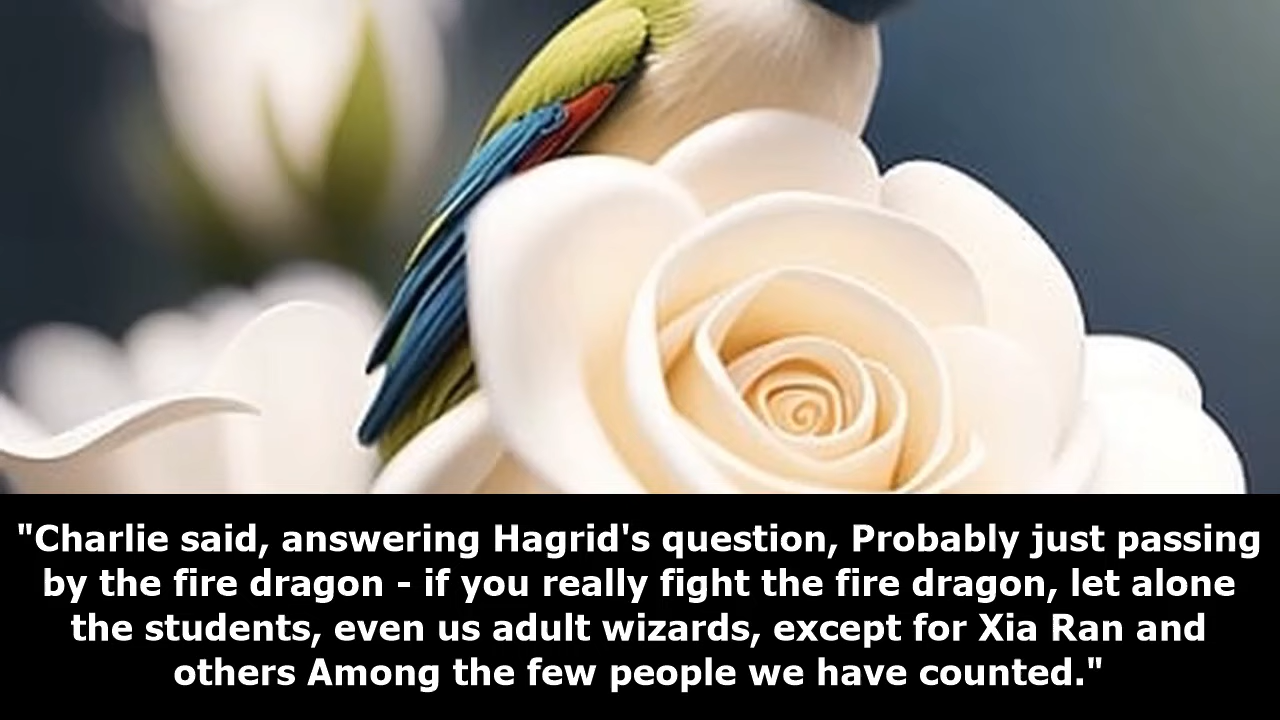 "Charlie said, answering Hagrid's question, Probably just passing
by the fire dragon - if you really fight the fire dragon, let alone
the students, even us adult wizards, except for Xia Ran and
others Among the few people we have counted."